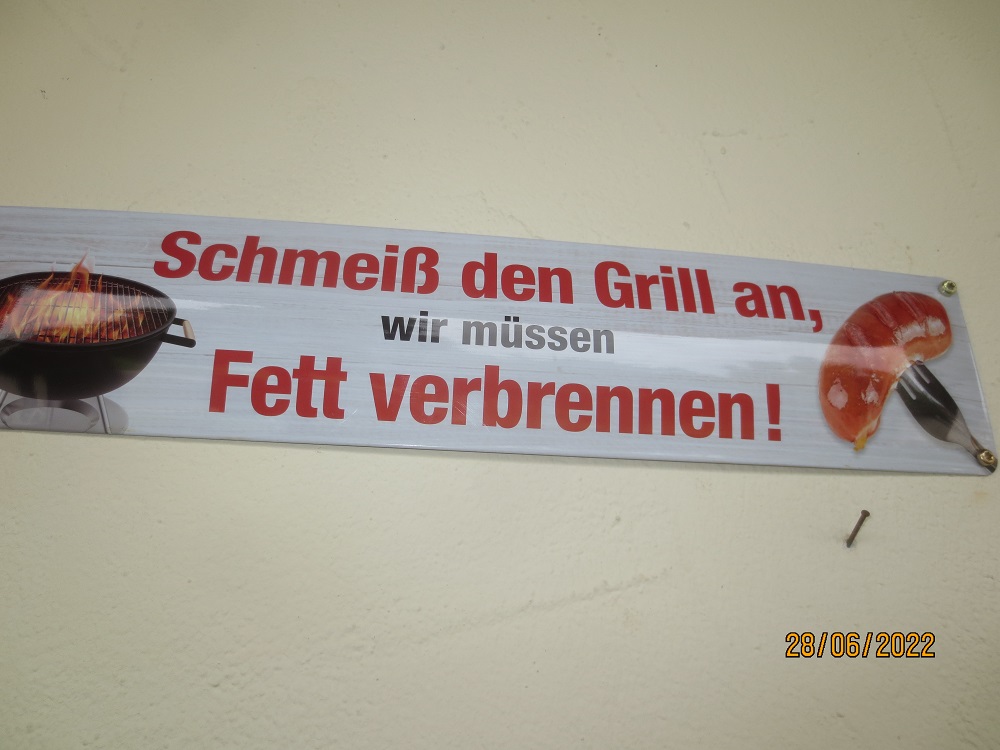 Schmeiß den Grill an,
wir müssen
Fett verbrennen!
28/06/2022